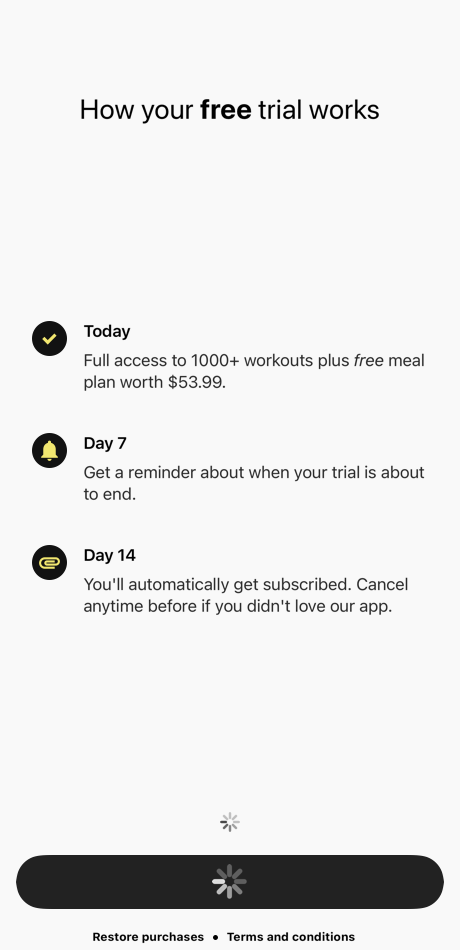 How your free trial works
Today
Full access to 1000+ workouts plus free meal
plan worth $53.99.
Day 7
Get a reminder about when your trial is about
to end.
Day 14
You'll automatically get subscribed. Cancel
anytime before if you didn't love our app.
Restore purchases • Terms and conditions